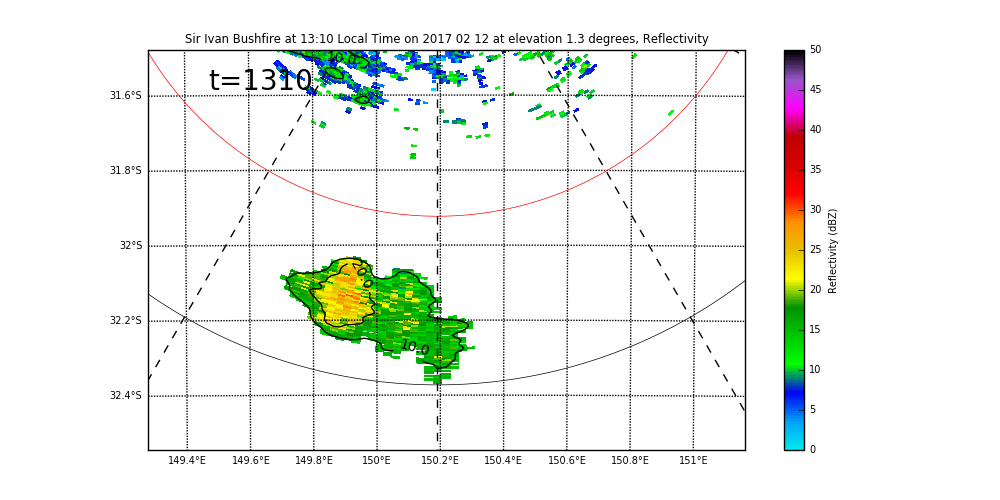 Sir Ivan Bushfire at 13:10 Local Time on 2017 02 12 at elevation 1.3 degrees, Reflectivity
t=1310
10.0
31.6°S
31.8°S
32°S
32.2°S
32.4°S
10.0
149.4°E 149.6°E 149.8°E 150°E 150.2°E 150.4°E 150.6°E 150.8°E 151°E
50
45
40
35
30
25
20
15
10
5
0
Reflectivity (dBZ)